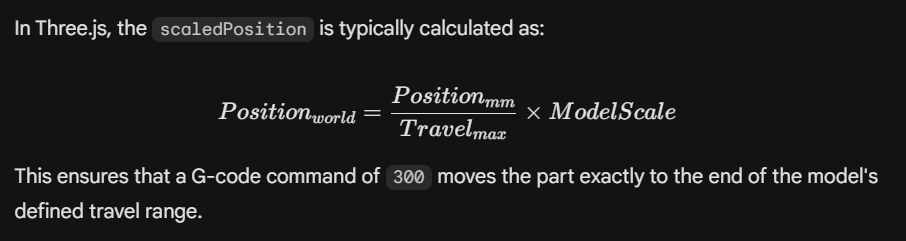 In Three.js, the scaledPosition is typically calculated as:
Position_world = Position_mm / Travel_max × ModelScale
This ensures that a G-code command of 300 moves the part exactly to the end of the model's
defined travel range.